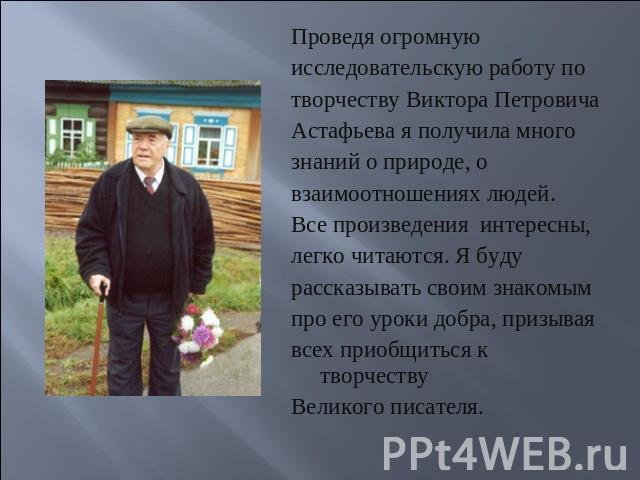 Проведя огромную
исследовательскую работу по
творчеству Виктора Петровича
Астафьева я получила много
знаний о природе, о
взаимоотношениях людей.
Все произведения  интересны,
легко читаются. Я буду
рассказывать своим знакомым
про его уроки добра, призывая
всех приобщиться к
творчеству
Великого писателя.
PPt4WEB.ru